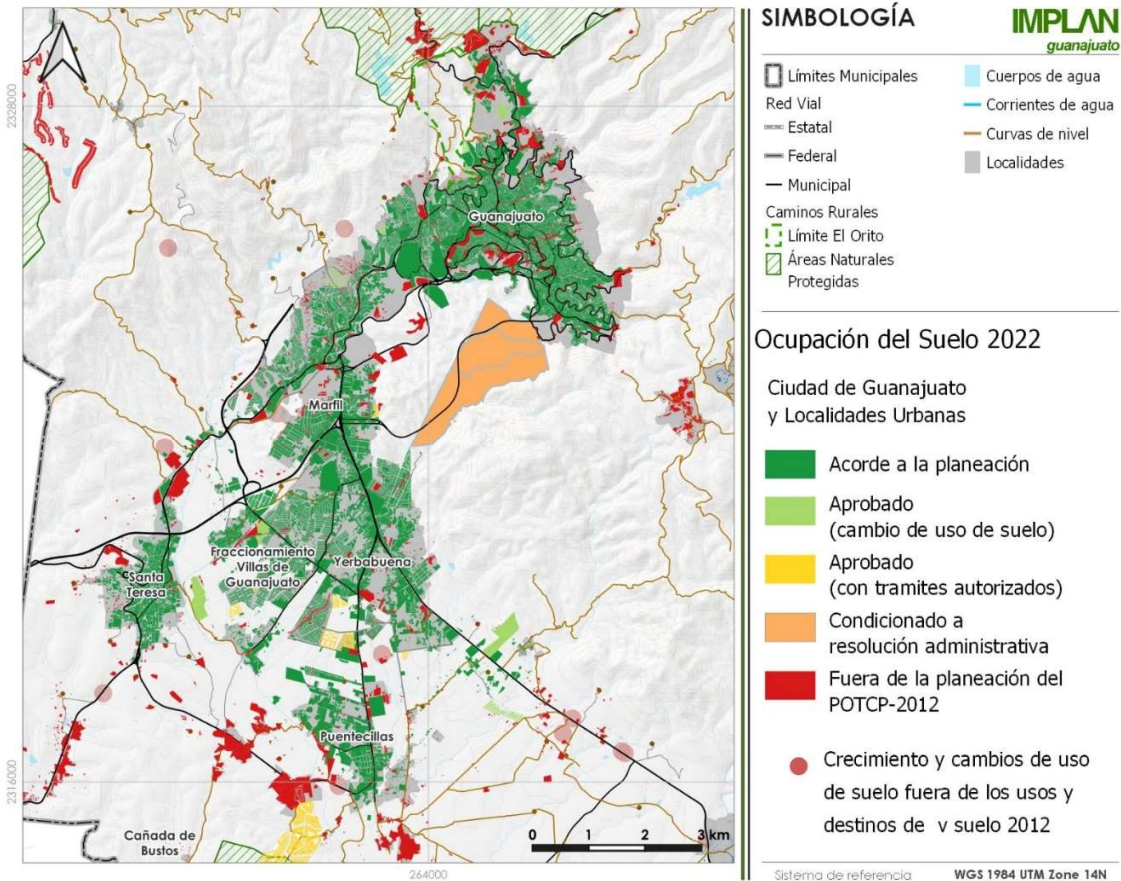 2328000
2316000
264000
Guanajuato
Marfil
Fraccionamiento
Villas de
Guanajuato
Yerbabuena
Santa
Teresa
Puentecillas
Cañada de
Bustos
0 1 2 3 km
SIMBOLOGÍA
IMPLAN
guanajuato
Límites Municipales
Red Vial
Estatal
Federal
Municipal
Caminos Rurales
Límite El Orito
Áreas Naturales
Protegidas
Cuerpos de agua
Corrientes de agua
Curvas de nivel
Localidades
Ocupación del Suelo 2022
Ciudad de Guanajuato
y Localidades Urbanas
Acorde a la planeación
Aprobado
(cambio de uso de suelo)
Aprobado
(con tramites autorizados)
Condicionado a
resolución administrativa
Fuera de la planeación del
POTCP-2012
Crecimiento y cambios de uso
de suelo fuera de los usos y
destinos de v suelo 2012
Sistema de referencia WGS 1984 UTM Zone 14N